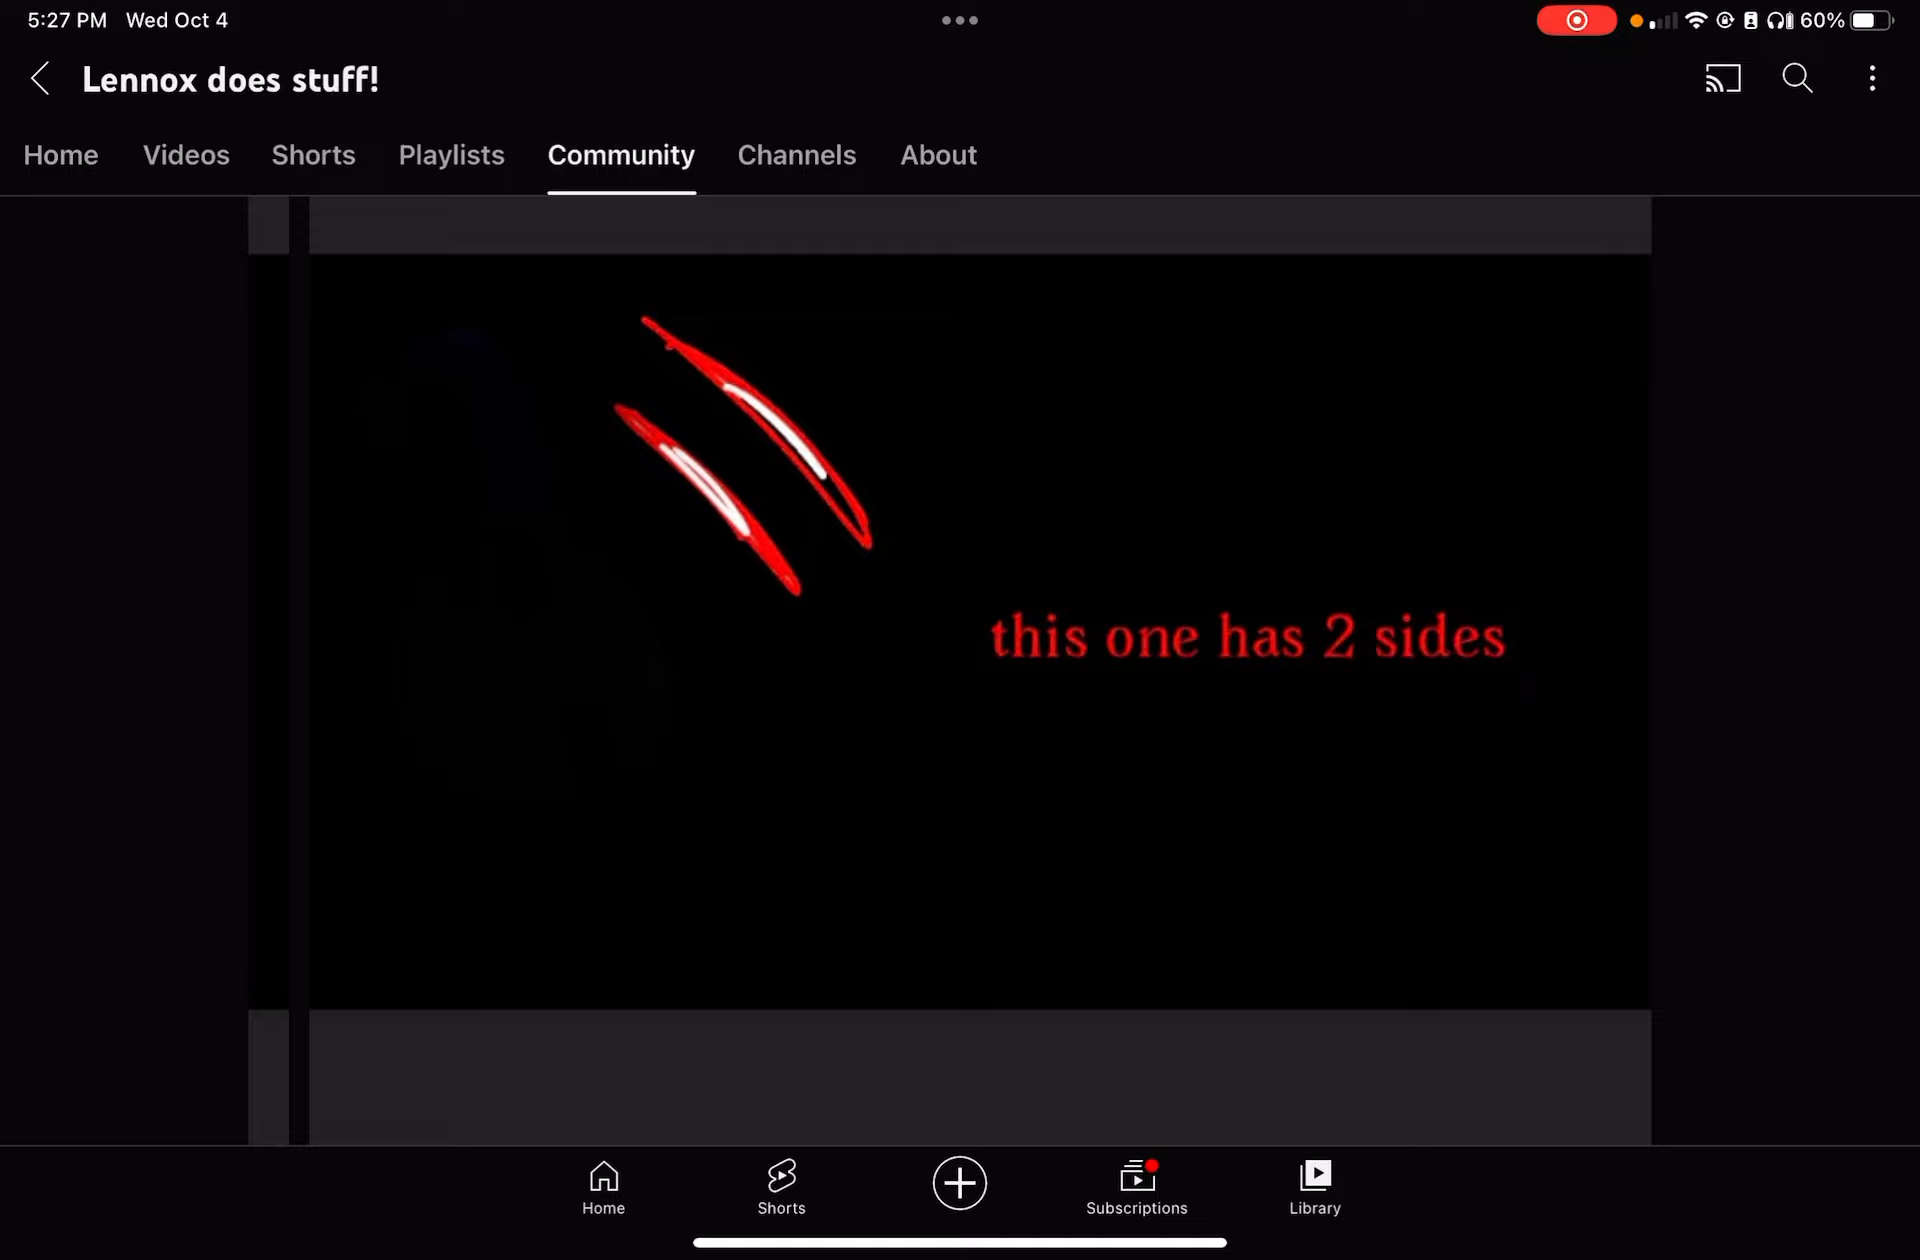 5:27 PM Wed Oct 4
60%
Lennox does stuff!
Home Videos Shorts Playlists Community Channels About
this one has 2 sides
Home Shorts Subscriptions Library